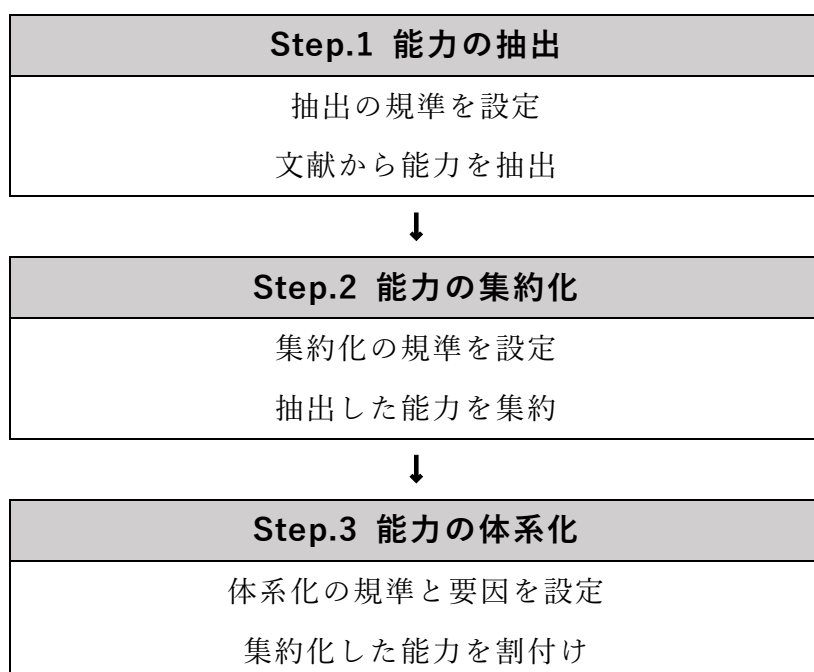 Step.1 能力の抽出
抽出の規準を設定
文献から能力を抽出
Step.2 能力の集約化
集約化の規準を設定
抽出した能力を集約
Step.3 能力の体系化
体系化の規準と要因を設定
集約化した能力を割付け